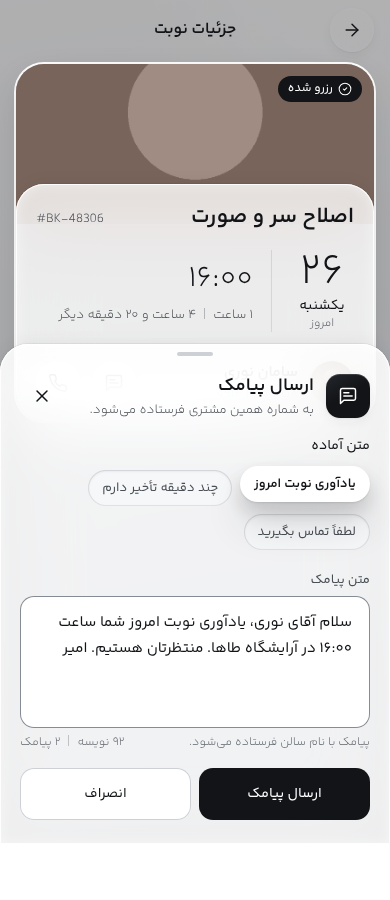 جزئیات نوبت
رزرو شده
اصلاح سر و صورت
#BK-48306
۲۶
یکشنبه
امروز
۱۶:۰۰
۱ ساعت | ۴ ساعت و ۲۰ دقیقه دیگر
سامان نوری
ارسال پیامک
به شماره همین مشتری فرستاده می‌شود.
متن آماده
یادآوری نوبت امروز
چند دقیقه تأخیر دارم
لطفاً تماس بگیرید
متن پیامک
سلام آقای نوری، یادآوری نوبت امروز شما ساعت
۱۶:۰۰ در آرایشگاه طاها. منتظرتان هستیم. امیر
پیامک با نام سالن فرستاده می‌شود.
۹۲ نویسه | ۲ پیامک
ارسال پیامک
انصراف